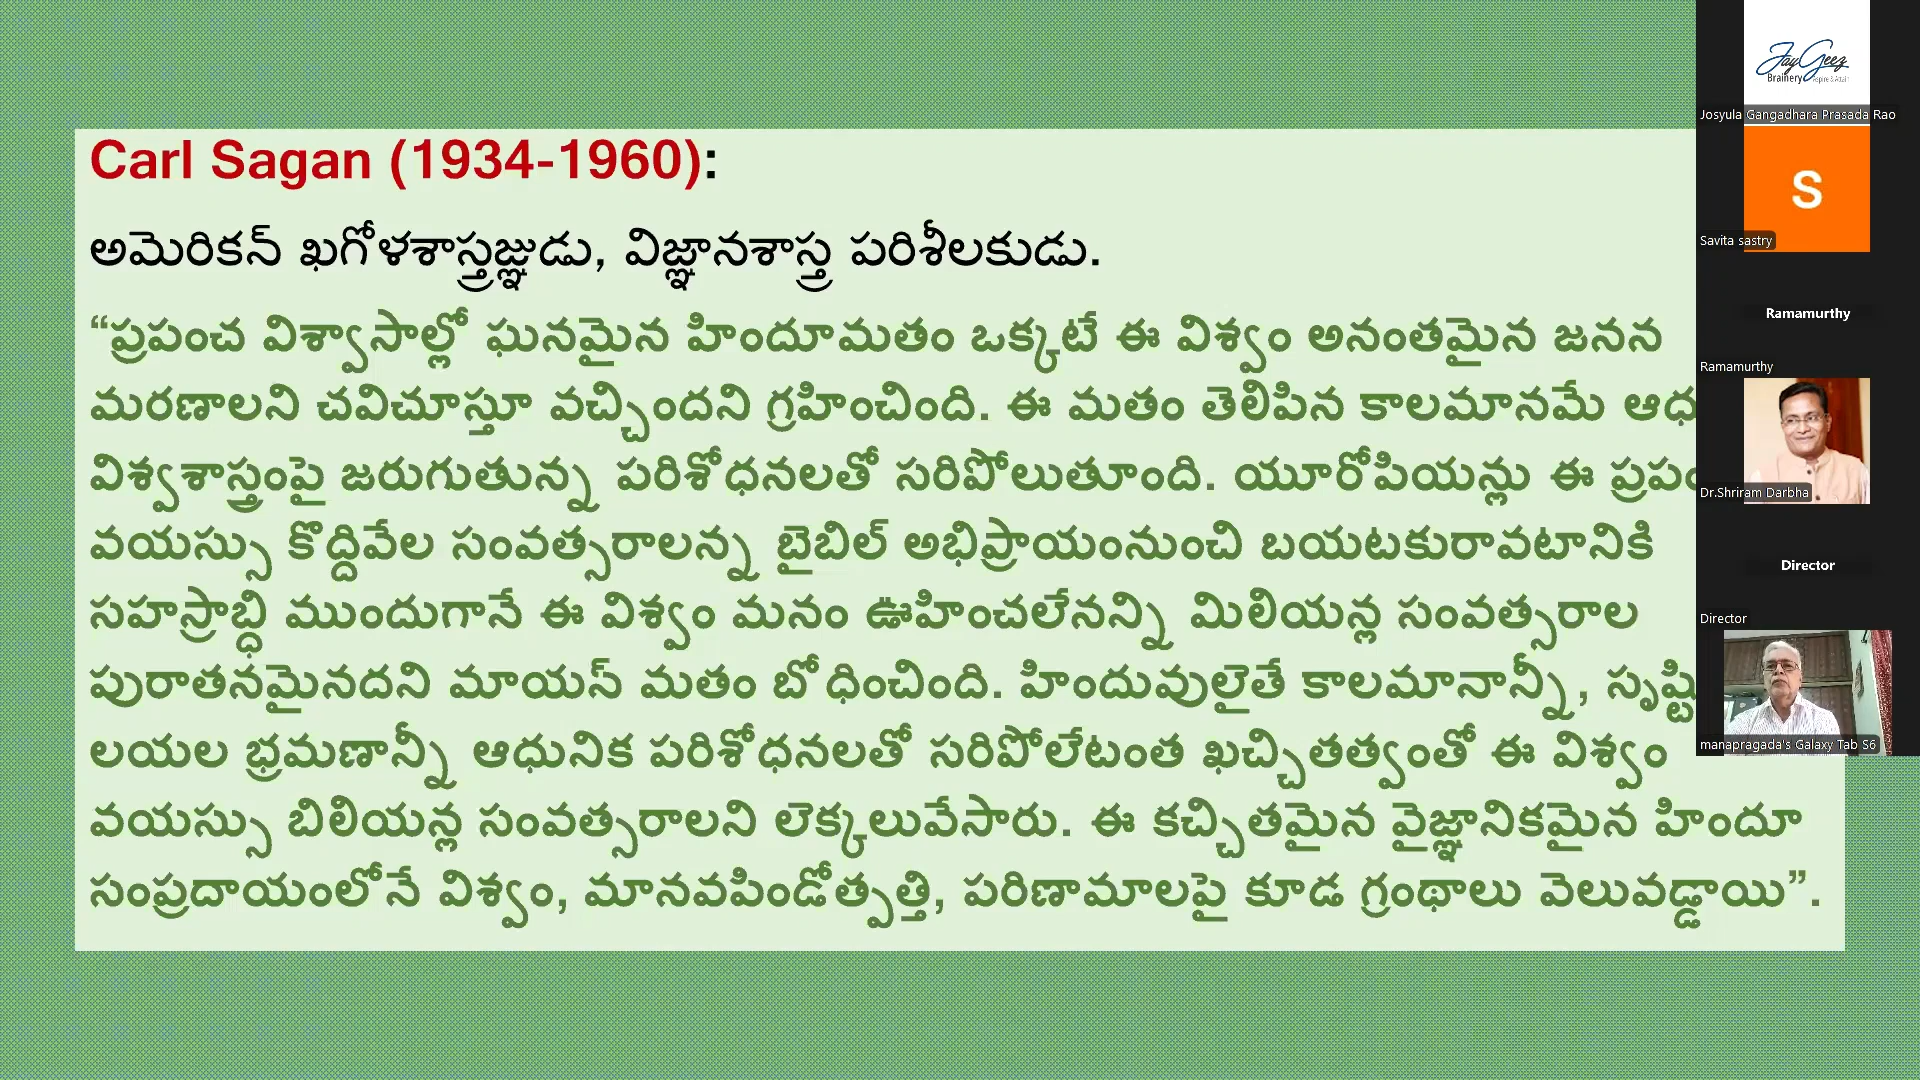 Carl Sagan (1934-1960):
అమెరికన్ ఖగోళశాస్త్రజ్ఞుడు, విజ్ఞానశాస్త్ర పరిశీలకుడు.
“ప్రపంచ విశ్వాసాల్లో ఘనమైన హిందూమతం ఒక్కటే ఈ విశ్వం అనంతమైన జనన
మరణాలని చవిచూస్తూ వచ్చిందని గ్రహించింది. ఈ మతం తెలిపిన కాలమానమే
విశ్వశాస్త్రంపై జరుగుతున్న పరిశోధనలతో సరిపోలుతూంది. యూరోపియన్లు ఈ
వయస్సు కొద్దివేల సంవత్సరాలన్న బైబిల్ అభిప్రాయంనుంచి బయటకురావటానికి
సహస్రాబ్ది ముందుగానే ఈ విశ్వం మనం ఊహించలేనన్ని మిలియన్ల సంవత్సరాల
పురాతనమైనదని మాయస్ మతం బోధించింది. హిందువులైతే కాలమానాన్నీ, సృష్టి
లయల భ్రమణాన్నీ ఆధునిక పరిశోధనలతో సరిపోలేటంత ఖచ్చితత్వంతో ఈ విశ్వం
వయస్సు బిలియన్ల సంవత్సరాలని లెక్కలువేసారు. ఈ కచ్చితమైన వైజ్ఞానికమైన హిందూ
సంప్రదాయంలోనే విశ్వం, మానవపిండోత్పత్తి, పరిణామాలపై కూడ గ్రంథాలు వెలువడ్డాయి”.
JayGeez
Brainery
Josyula Gangadhara Prasada Rao
S
Savita sastry
Ramamurthy
Ramamurthy
Dr.Shriram Darbha
Director
Director
manapragada's Galaxy Tab S6